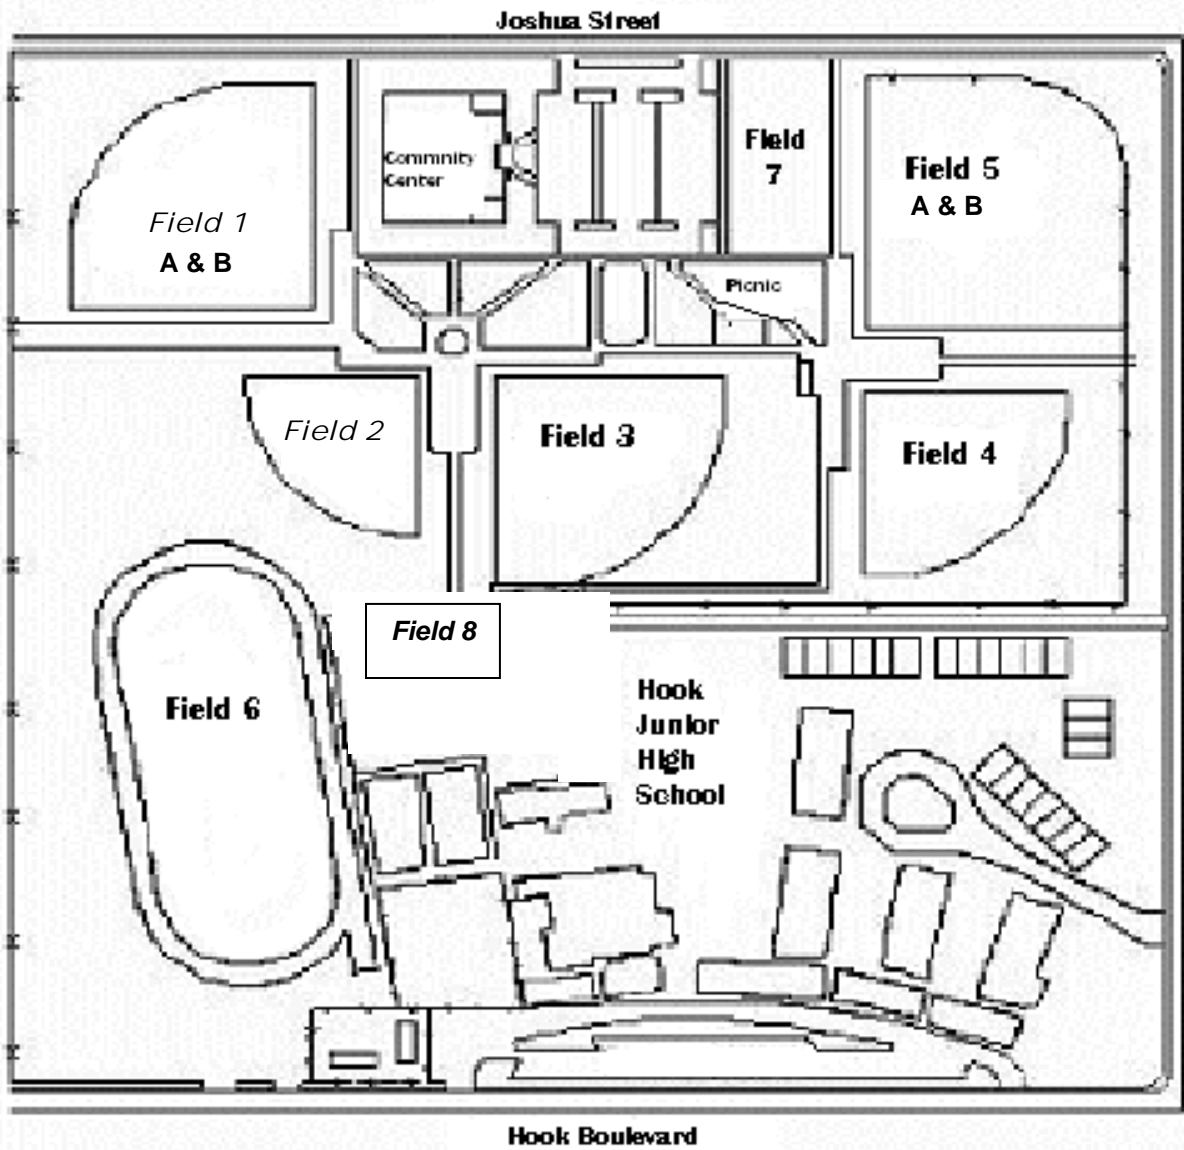 Joshua Street
Field
7
Field 5
A & B
Commnity
Center
Field 1
A & B
Picnic
Field 2
Field 3
Field 4
Field 8
Field 6
Hook
Junior
High
School
Hook Boulevard